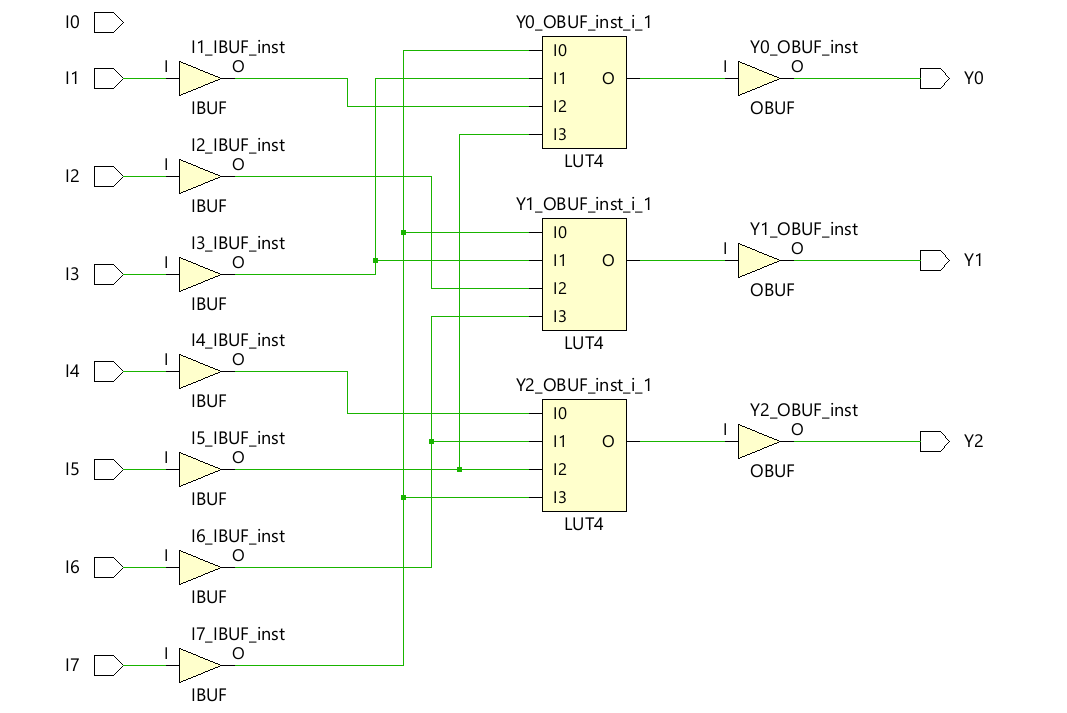 I0
I1
I1_IBUF_inst
I
O
IBUF
I2
I2_IBUF_inst
I
O
IBUF
I3
I3_IBUF_inst
I
O
IBUF
I4
I4_IBUF_inst
I
O
IBUF
I5
I5_IBUF_inst
I
O
IBUF
I6
I6_IBUF_inst
I
O
IBUF
I7
I7_IBUF_inst
I
O
IBUF
Y0_OBUF_inst_i_1
I0
I1
I2
I3
O
LUT4
Y1_OBUF_inst_i_1
I0
I1
I2
I3
O
LUT4
Y2_OBUF_inst_i_1
I0
I1
I2
I3
O
LUT4
Y0_OBUF_inst
I
O
OBUF
Y0
Y1_OBUF_inst
I
O
OBUF
Y1
Y2_OBUF_inst
I
O
OBUF
Y2